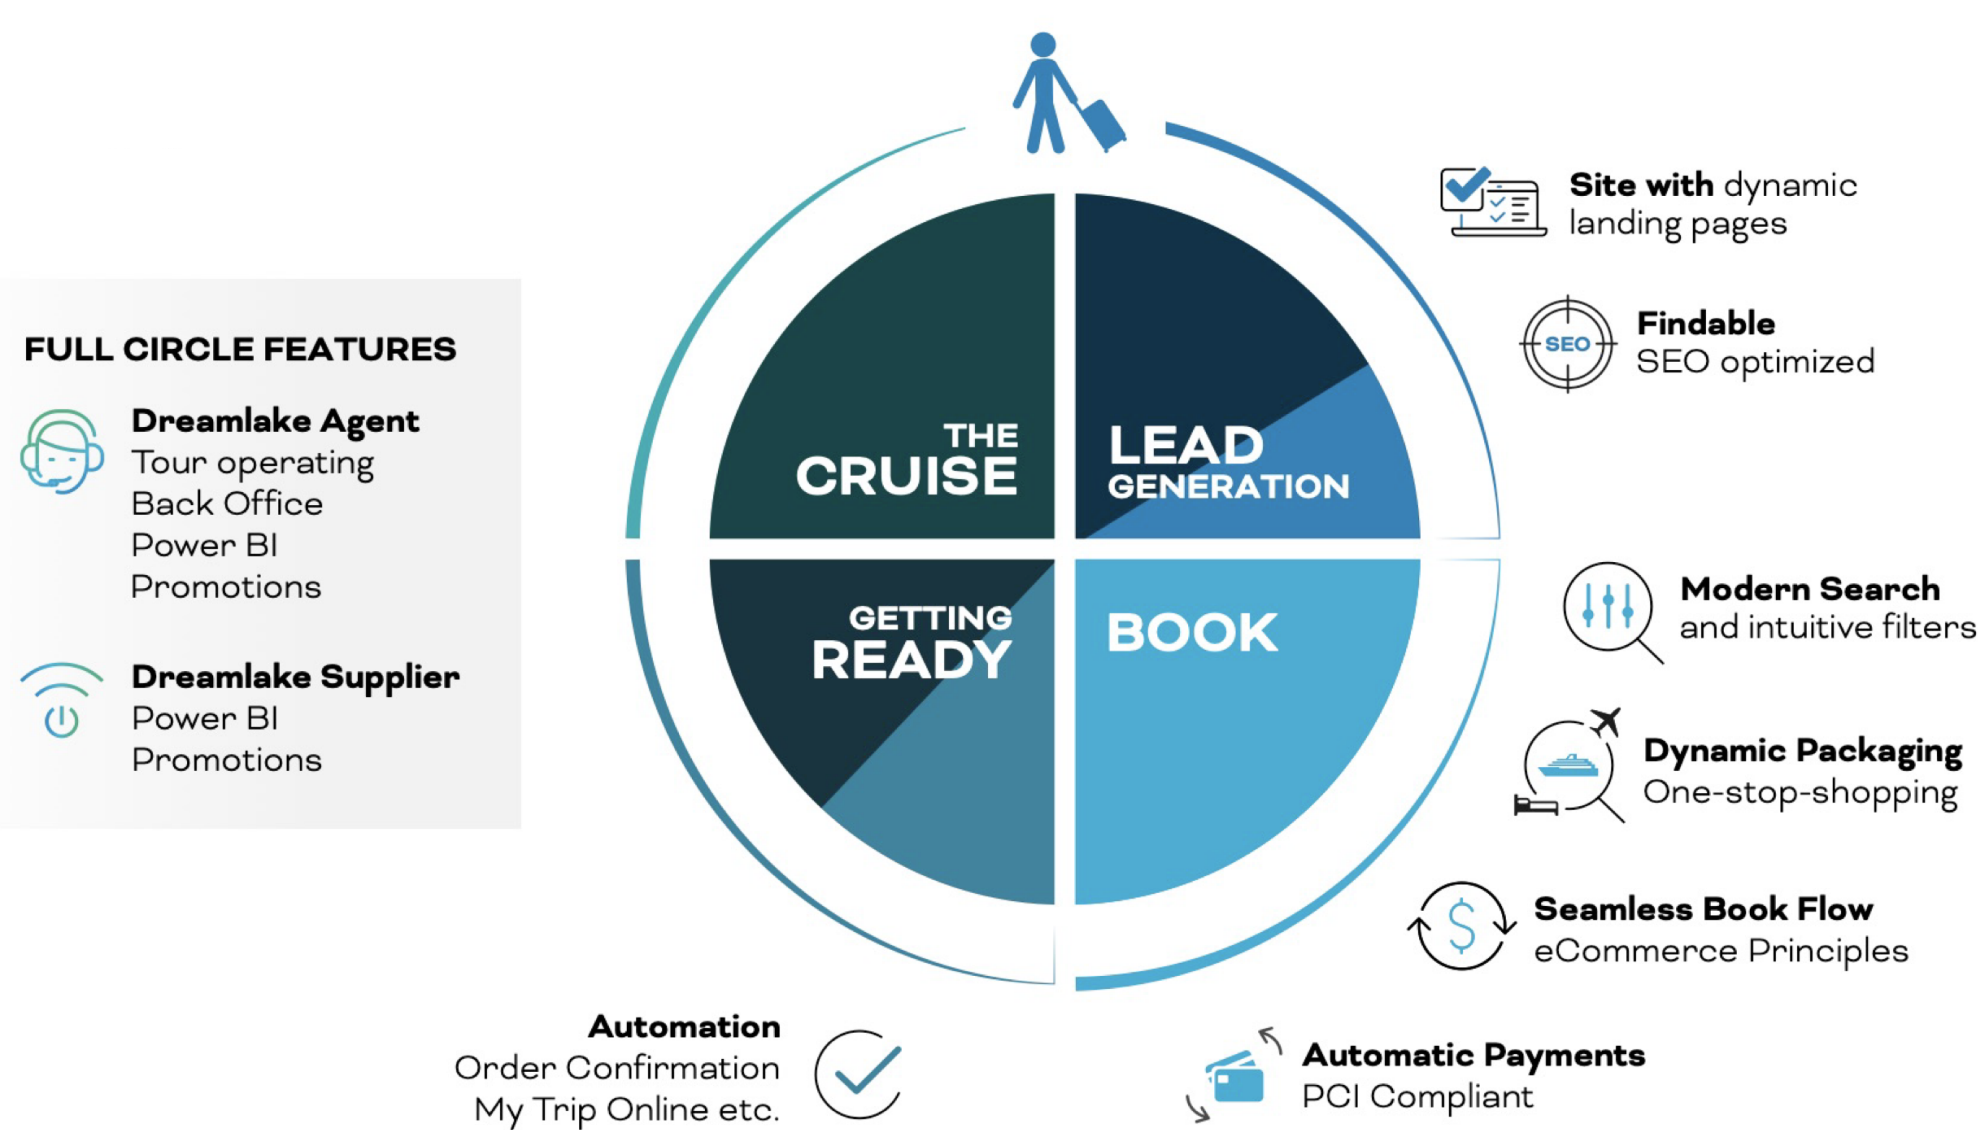 FULL CIRCLE FEATURES
Dreamlake Agent
Tour operating
Back Office
Power BI
Promotions
Dreamlake Supplier
Power BI
Promotions
THE
CRUISE
LEAD
GENERATION
GETTING
READY
BOOK
Site with dynamic
landing pages
SEO
Findable
SEO optimized
Modern Search
and intuitive filters
Dynamic Packaging
One-stop-shopping
$
Seamless Book Flow
eCommerce Principles
Automatic Payments
PCI Compliant
Automation
Order Confirmation
My Trip Online etc.